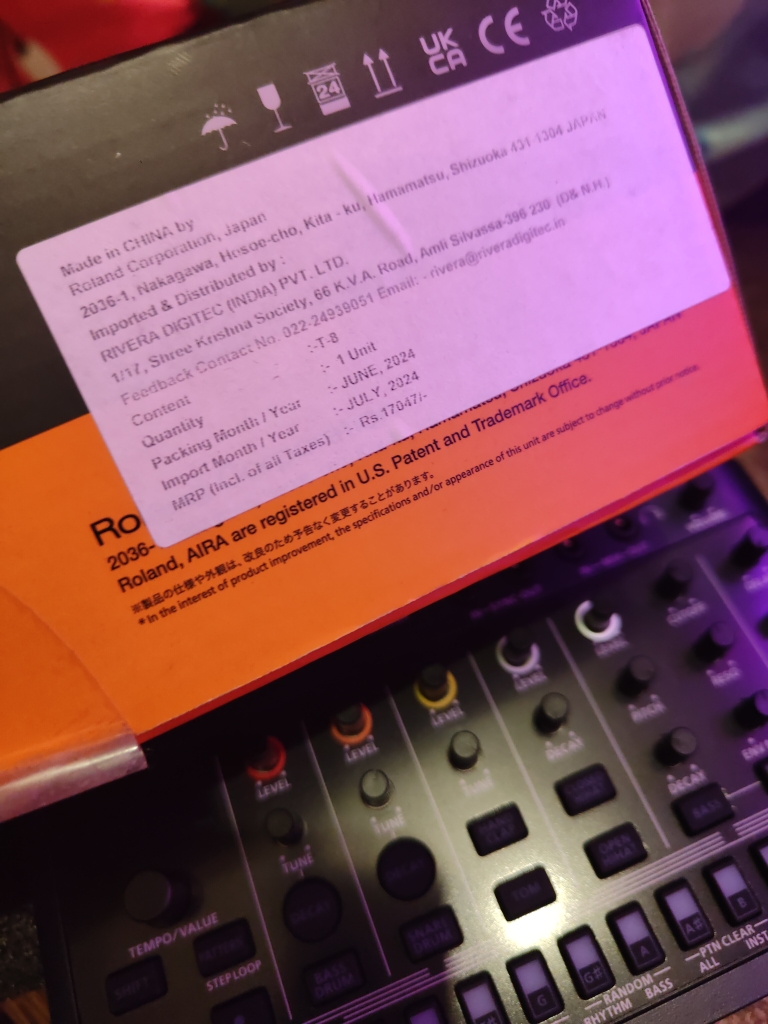 UK
CA
CE
24
Made in CHINA by
Roland Corporation, Japan
2036-1, Nakagawa, Hosoe-cho, Kita - ku, Hamamatsu, Shizuoka 431-1304 JAPAN
Imported & Distributed by :
RIVERA DIGITEC (INDIA) PVT. LTD.
1/17, Shree Krishna Society, 66 K.V.A. Road, Amli Silvassa-396 230 (D& N.H.)
Feedback Contact No. 022-24939051 Email: - rivera@riveradigitec.in
Content :-T-8
Quantity :- 1 Unit
Packing Month / Year :- JUNE, 2024
Import Month / Year :- JULY, 2024
MRP (Incl. of all Taxes) :- Rs.17047/-
Ro
2036-
Roland, AIRA are registered in U.S. Patent and Trademark Office.
※製品の仕様や外観は、改良のため予告なく変更することがあります。
* In the interest of product improvement, the specifications and/or appearance of this unit are subject to change without prior notice.
LEVEL LEVEL LEVEL LEVEL LEVEL
TUNE TUNE TUNE DECAY
DECAY
TEMPO/VALUE
SHIFT
STEP LOOP
DECAY
BASS DRUM
SNARE DRUM
HAND CLAP
TOM
OPEN
BASS
G G# A A# B
RANDOM
RHYTHM BASS
PTN CLEAR
ALL INST